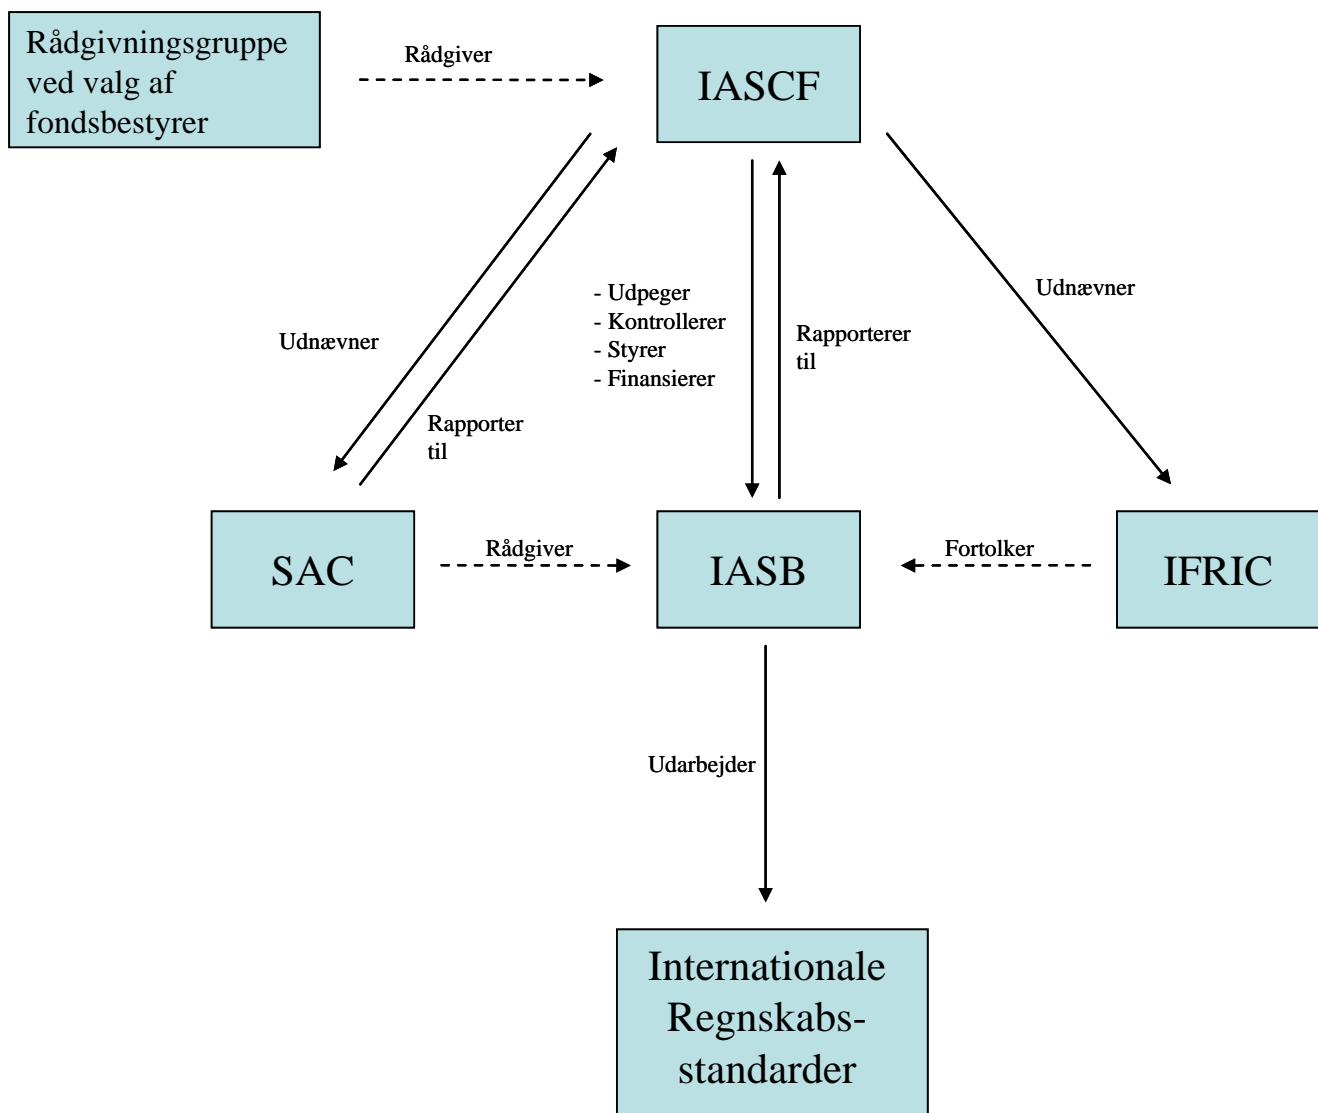 Rådgivningsgruppe
ved valg af
fondsbestyrer
Rådgiver
IASCF
Udnævner
Rapporter
til
- Udpeger
- Kontrollerer
- Styrer
- Finansierer
Rapporterer
til
Udnævner
SAC
Rådgiver
IASB
Fortolker
IFRIC
Udarbejder
Internationale
Regnskabs-
standarder